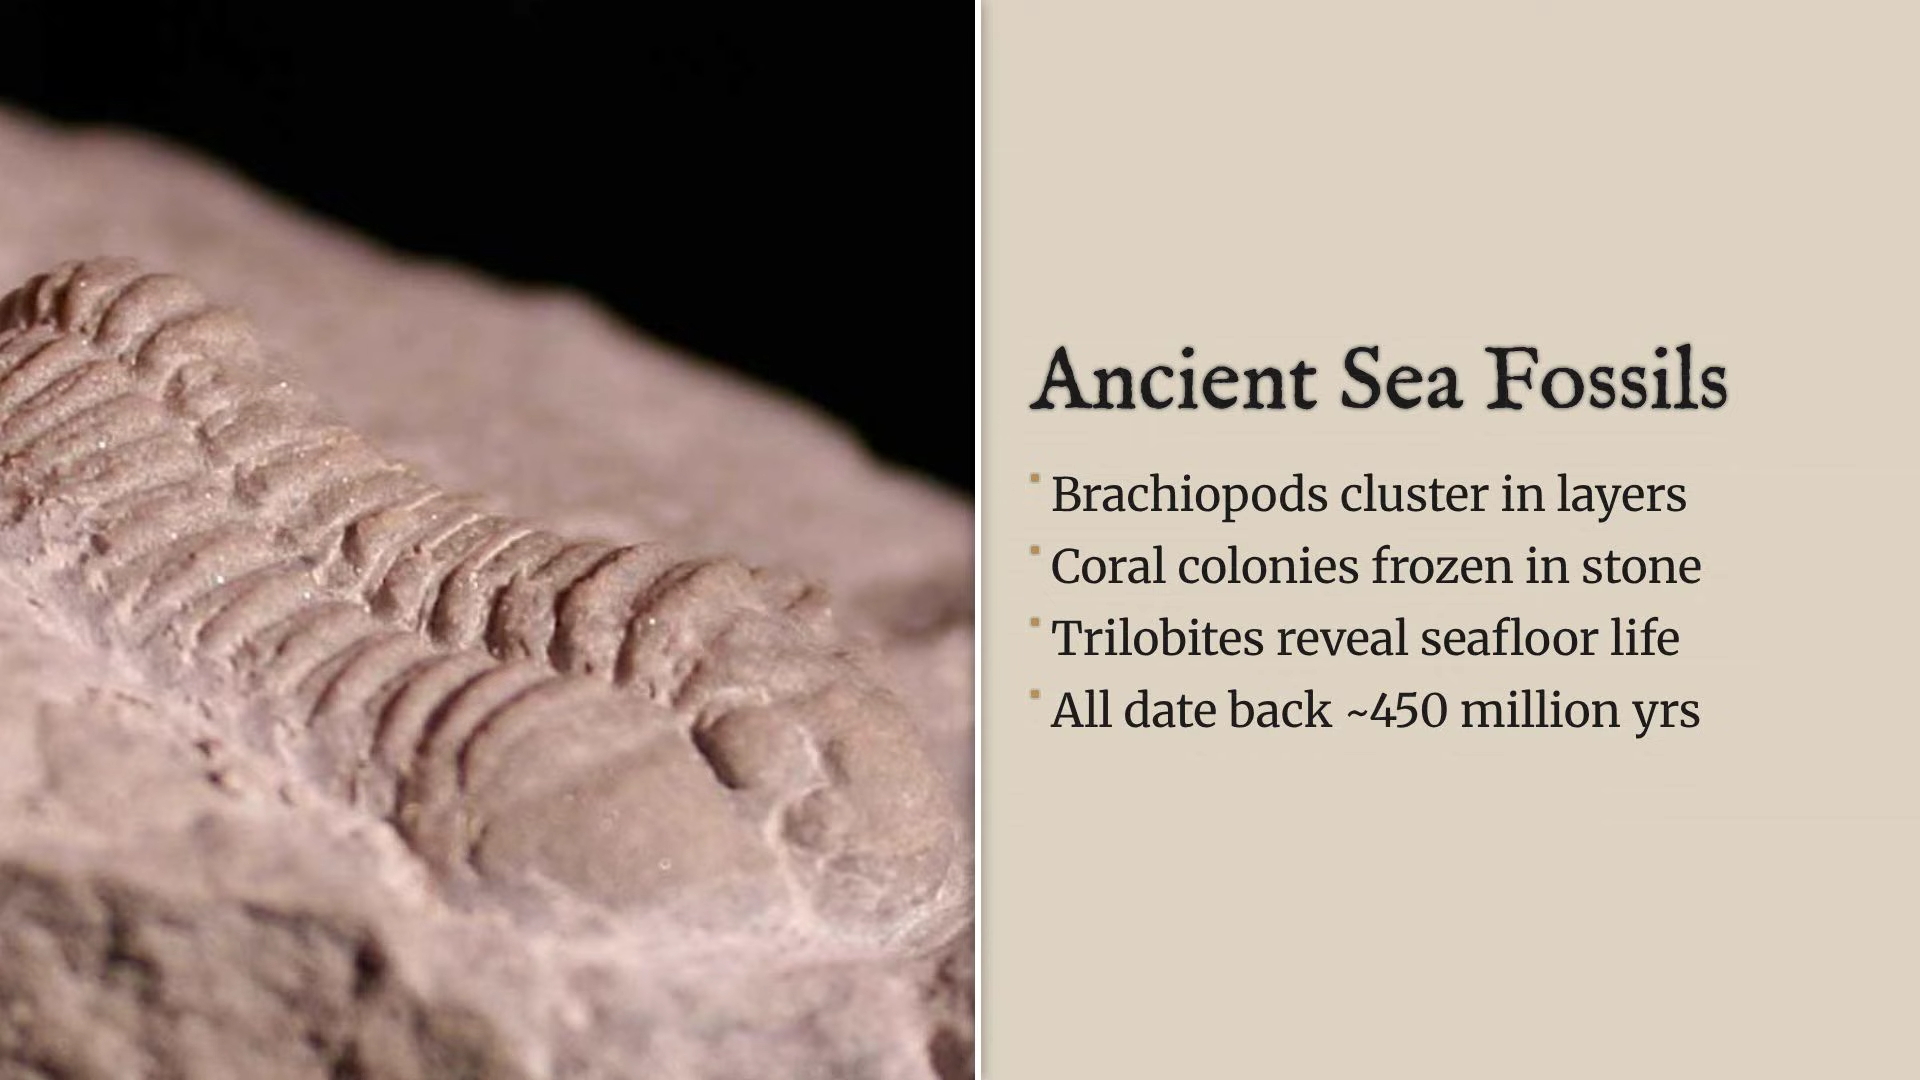 Ancient Sea Fossils
Brachiopods cluster in layers
Coral colonies frozen in stone
Trilobites reveal seafloor life
All date back ~450 million yrs